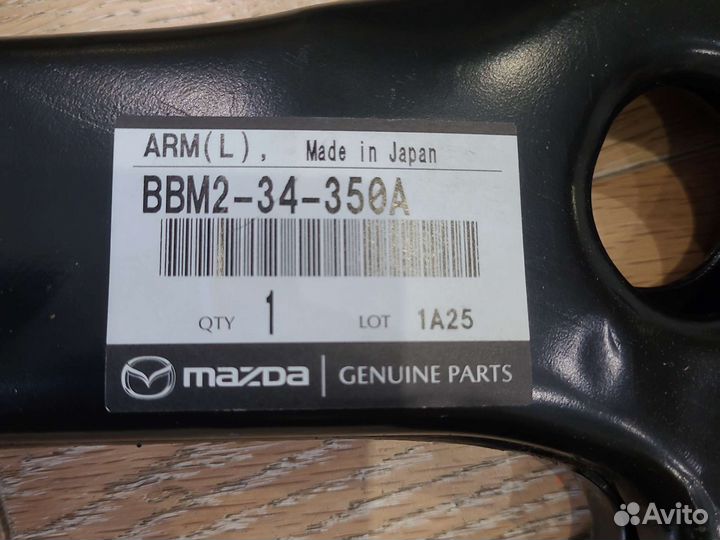 ARM(L), Made in Japan
BBM2-34-350A
QTY 1 LOT 1A25
mazda GENUINE PARTS
Avito